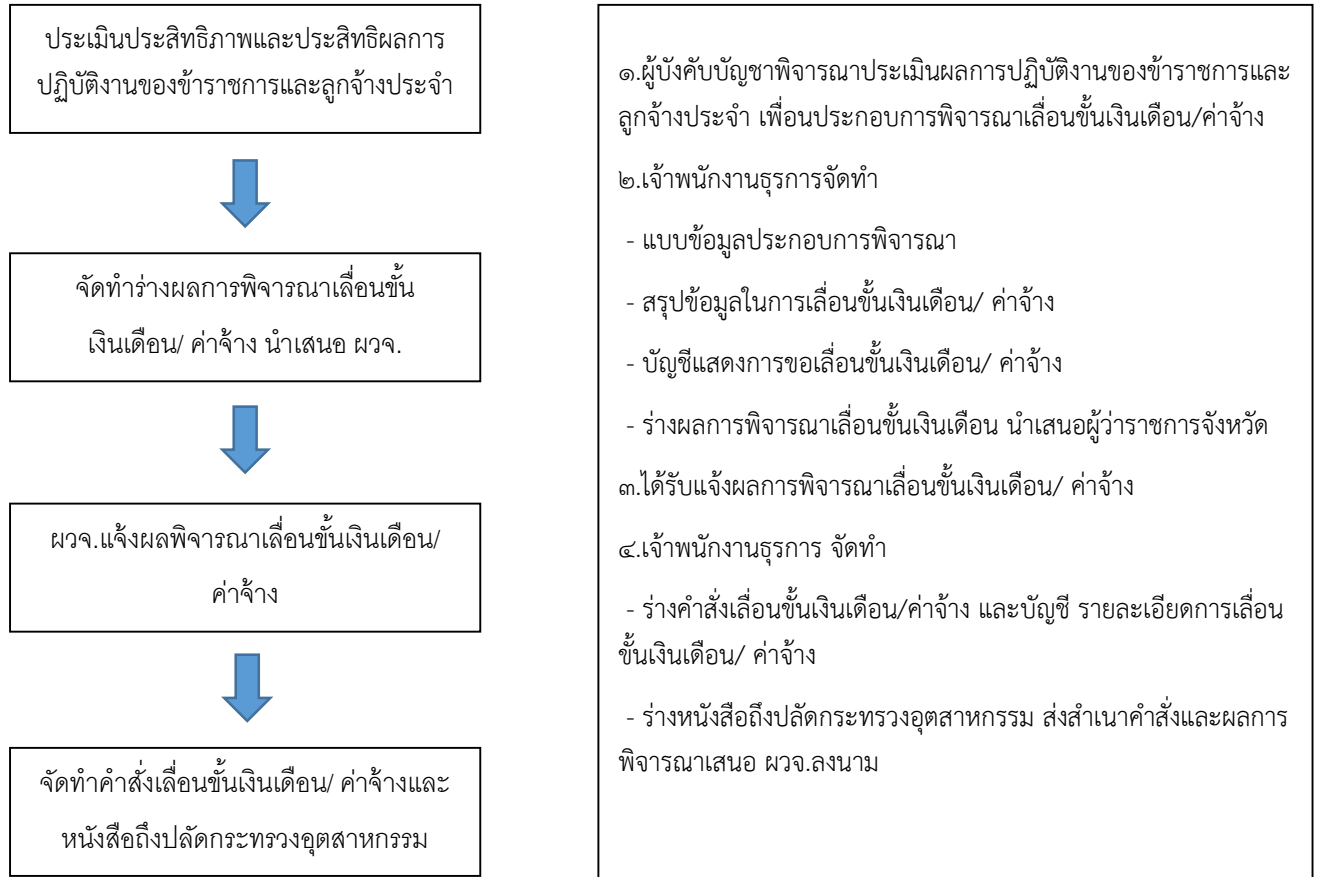 ประเมินประสิทธิภาพและประสิทธิผลการ
ปฏิบัติงานของข้าราชการและลูกจ้างประจำ
จัดทำร่างผลการพิจารณาเลื่อนขั้น
เงินเดือน/ ค่าจ้าง นำเสนอ ผวจ.
ผวจ.แจ้งผลพิจารณาเลื่อนขั้นเงินเดือน/
ค่าจ้าง
จัดทำคำสั่งเลื่อนขั้นเงินเดือน/ ค่าจ้างและ
หนังสือถึงปลัดกระทรวงอุตสาหกรรม
๑.ผู้บังคับบัญชาพิจารณาประเมินผลการปฏิบัติงานของข้าราชการและ
ลูกจ้างประจำ เพื่อนประกอบการพิจารณาเลื่อนขั้นเงินเดือน/ค่าจ้าง
๒.เจ้าพนักงานธุรการจัดทำ
- แบบข้อมูลประกอบการพิจารณา
- สรุปข้อมูลในการเลื่อนขั้นเงินเดือน/ ค่าจ้าง
- บัญชีแสดงการขอเลื่อนขั้นเงินเดือน/ ค่าจ้าง
- ร่างผลการพิจารณาเลื่อนขั้นเงินเดือน นำเสนอผู้ว่าราชการจังหวัด
๓.ได้รับแจ้งผลการพิจารณาเลื่อนขั้นเงินเดือน/ ค่าจ้าง
๔.เจ้าพนักงานธุรการ จัดทำ
- ร่างคำสั่งเลื่อนขั้นเงินเดือน/ค่าจ้าง และบัญชี รายละเอียดการเลื่อน
ขั้นเงินเดือน/ ค่าจ้าง
- ร่างหนังสือถึงปลัดกระทรวงอุตสาหกรรม ส่งสำเนาคำสั่งและผลการ
พิจารณาเสนอ ผวจ.ลงนาม